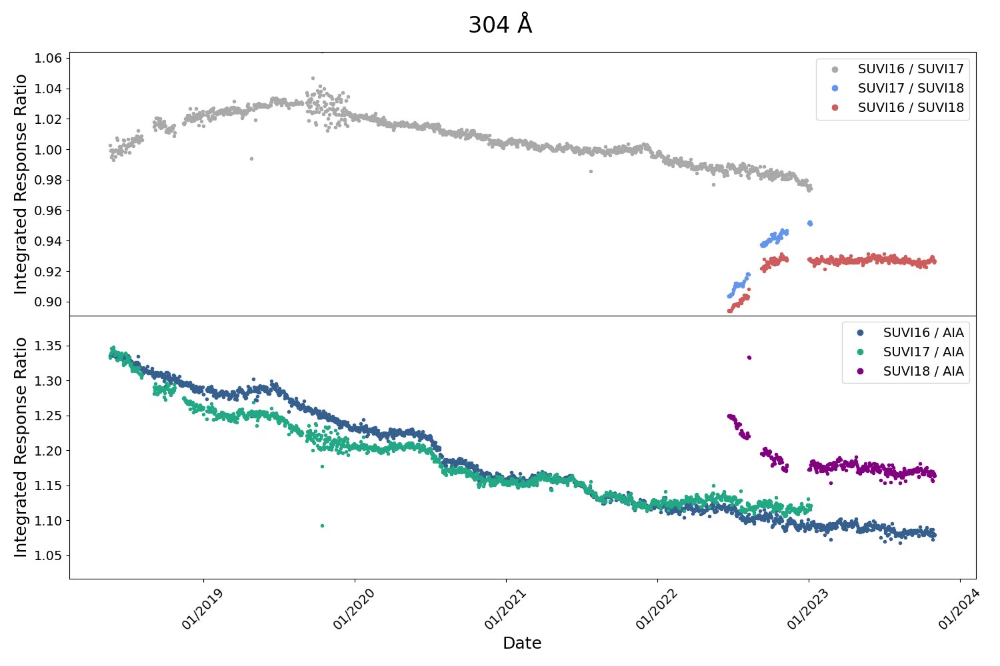 304 Å
Integrated Response Ratio
1.06
1.04
1.02
1.00
0.98
0.96
0.94
0.92
0.90
SUVI16 / SUVI17
SUVI17 / SUVI18
SUVI16 / SUVI18
Integrated Response Ratio
1.35
1.30
1.25
1.20
1.15
1.10
1.05
SUVI16 / AIA
SUVI17 / AIA
SUVI18 / AIA
01/2019
01/2020
01/2021
01/2022
01/2023
01/2024
Date